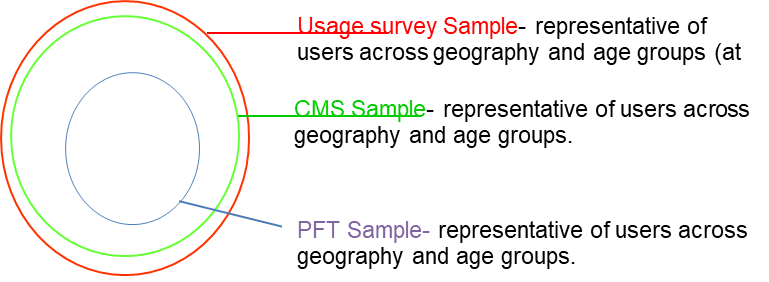 Usage survey Sample- representative of
users across geography and age groups (at
CMS Sample- representative of users across
geography and age groups.
PFT Sample- representative of users across
geography and age groups.